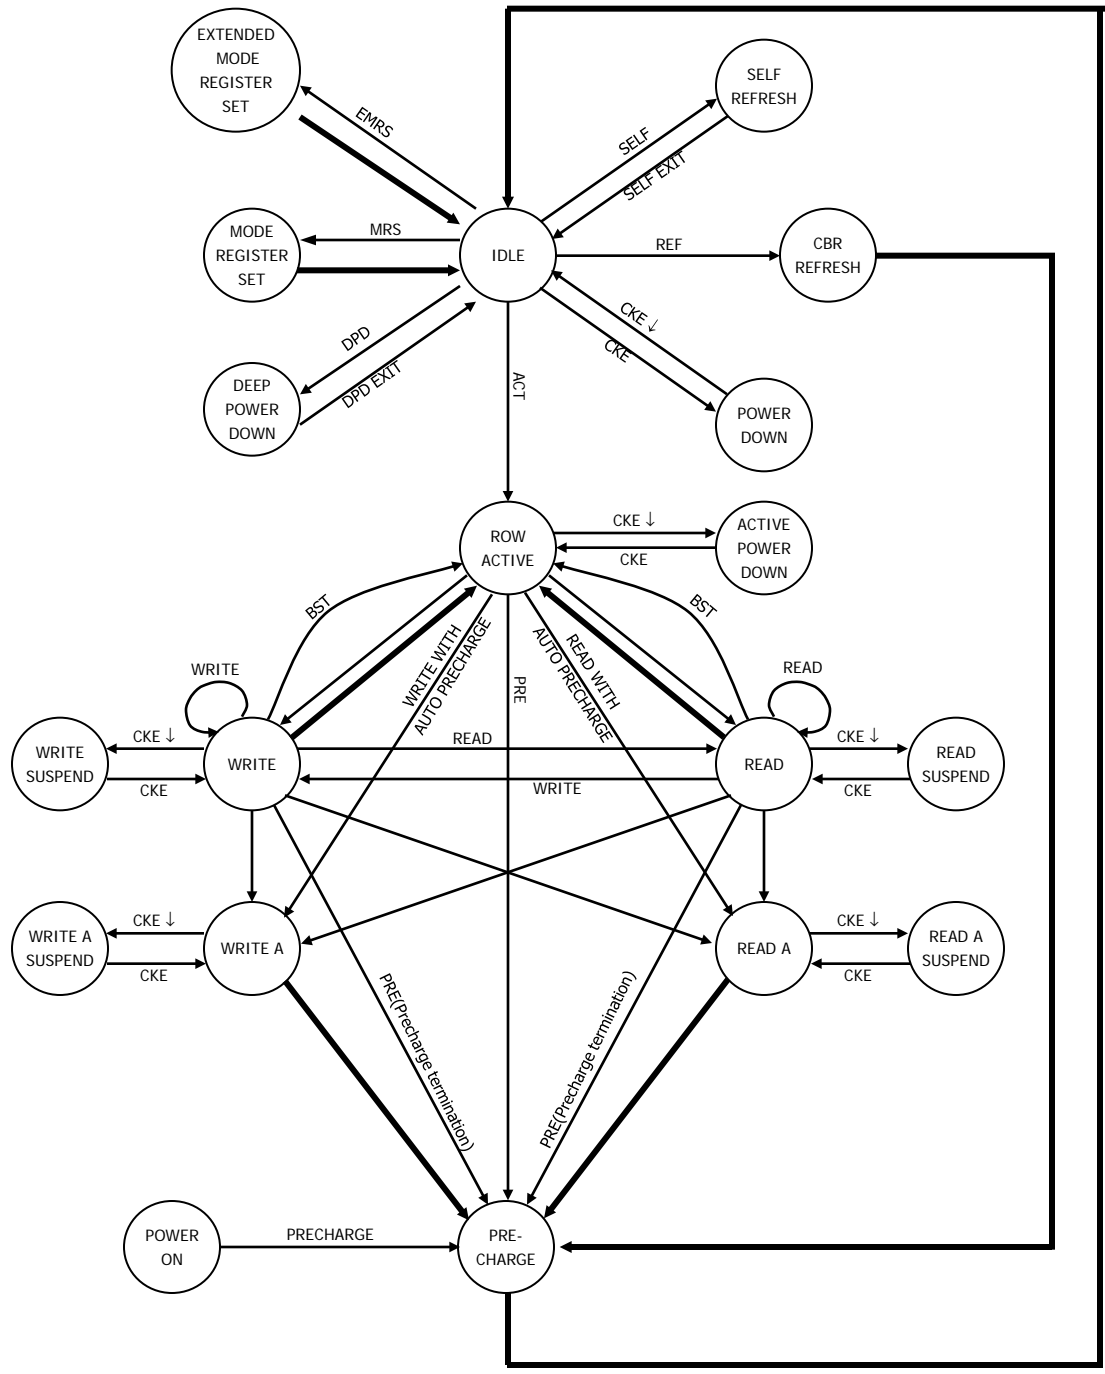 EXTENDED
MODE
REGISTER
SET
SELF
REFRESH
EMRS
SELF
SELF EXIT
MODE
REGISTER
SET
MRS
IDLE
REF
CBR
REFRESH
DPD
DPD EXIT
CKE ↓
CKE
ACT
DEEP
POWER
DOWN
POWER
DOWN
ROW
ACTIVE
CKE ↓
CKE
ACTIVE
POWER
DOWN
BST
BST
WRITE WITH
AUTO PRECHARGE
PRE
READ WITH
AUTO PRECHARGE
WRITE
READ
WRITE
SUSPEND
CKE ↓
CKE
WRITE
READ
WRITE
READ
CKE ↓
CKE
READ
SUSPEND
WRITE A
SUSPEND
CKE ↓
CKE
WRITE A
READ A
CKE ↓
CKE
READ A
SUSPEND
PRE(Precharge termination)
PRE(Precharge termination)
POWER
ON
PRECHARGE
PRE-
CHARGE